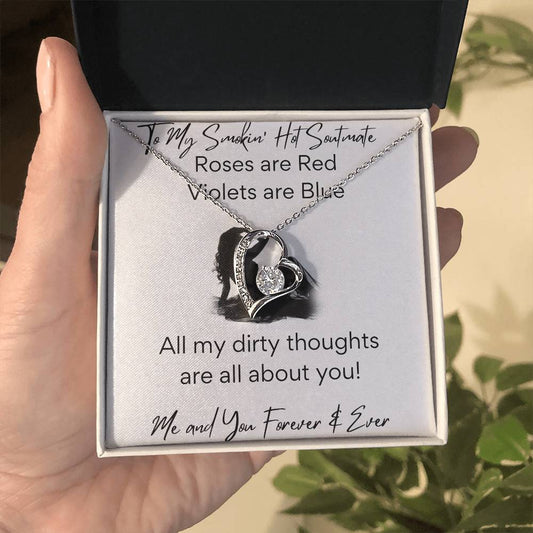 To My Smokin' Hot Soulmate
Roses are Red
Violets are Blue
All my dirty thoughts
are all about you!
Me and You Forever & Ever